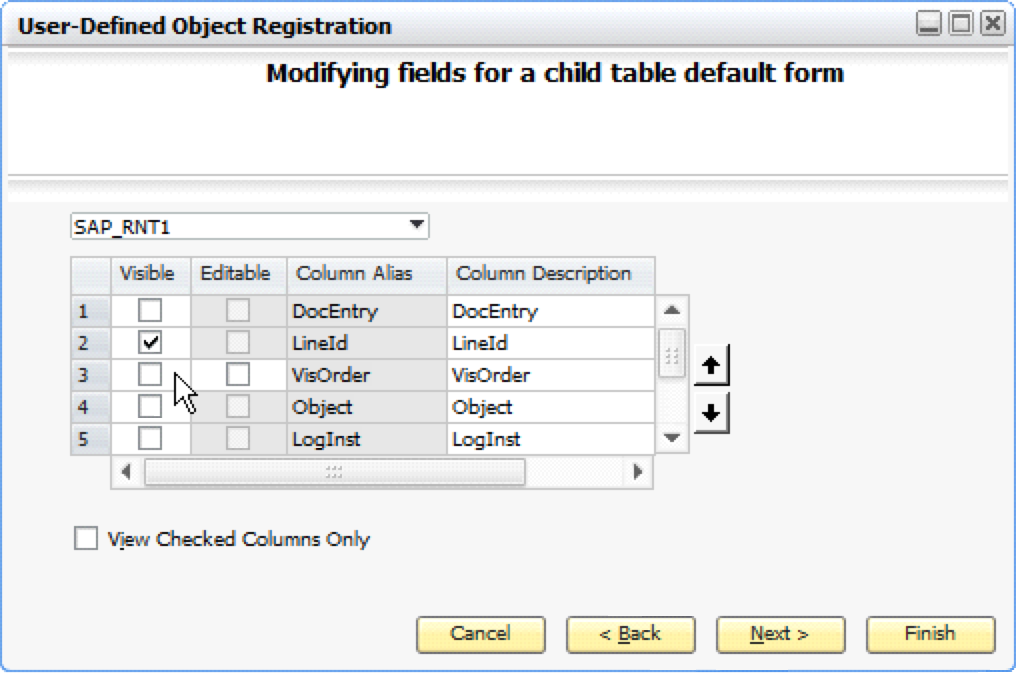 User-Defined Object Registration
Modifying fields for a child table default form
SAP_RNT1
Visible Editable Column Alias Column Description
1 DocEntry DocEntry
2 LineId LineId
3 VisOrder VisOrder
4 Object Object
5 LogInst LogInst
View Checked Columns Only
Cancel < Back Next > Finish